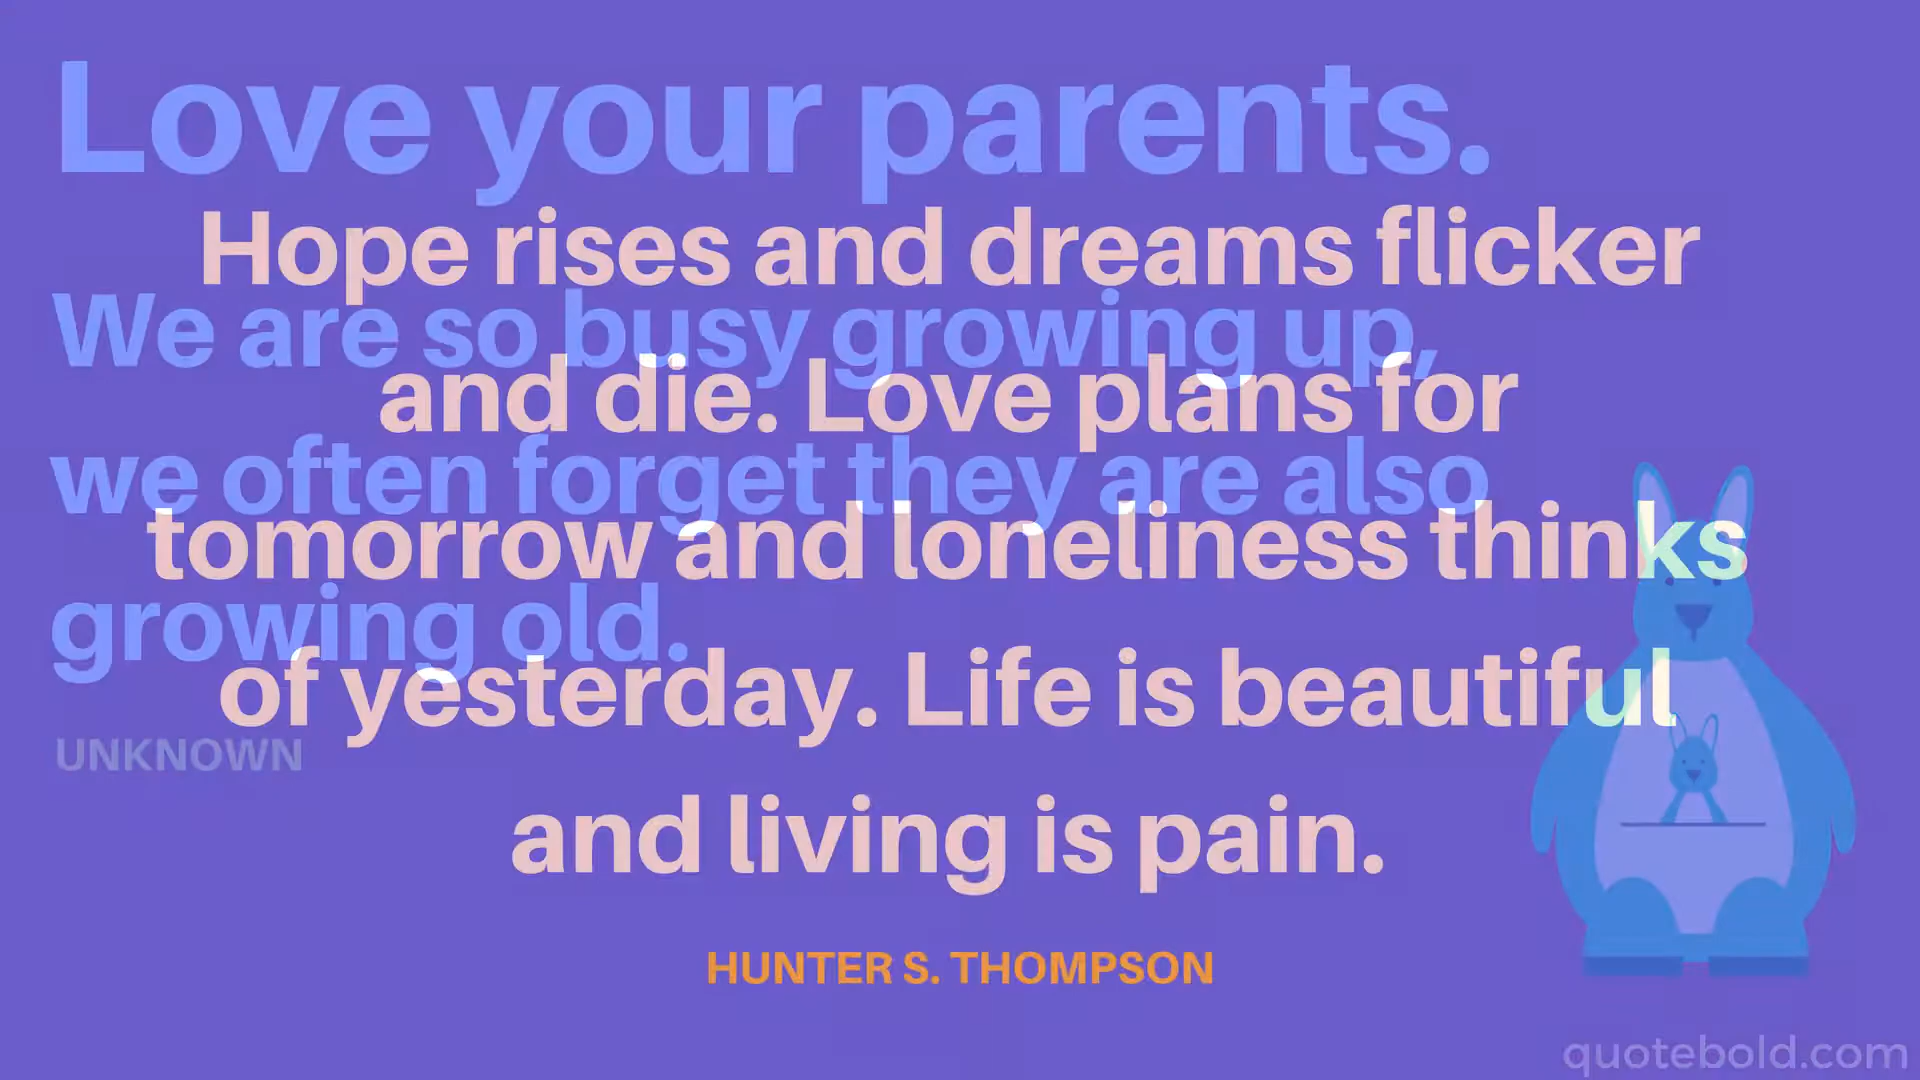 Love your parents.
We are so busy growing up,
we often forget they are also
growing old.
UNKNOWN
Hope rises and dreams flicker
and die. Love plans for
tomorrow and loneliness thinks
of yesterday. Life is beautiful
and living is pain.
HUNTER S. THOMPSON
quotebold.com